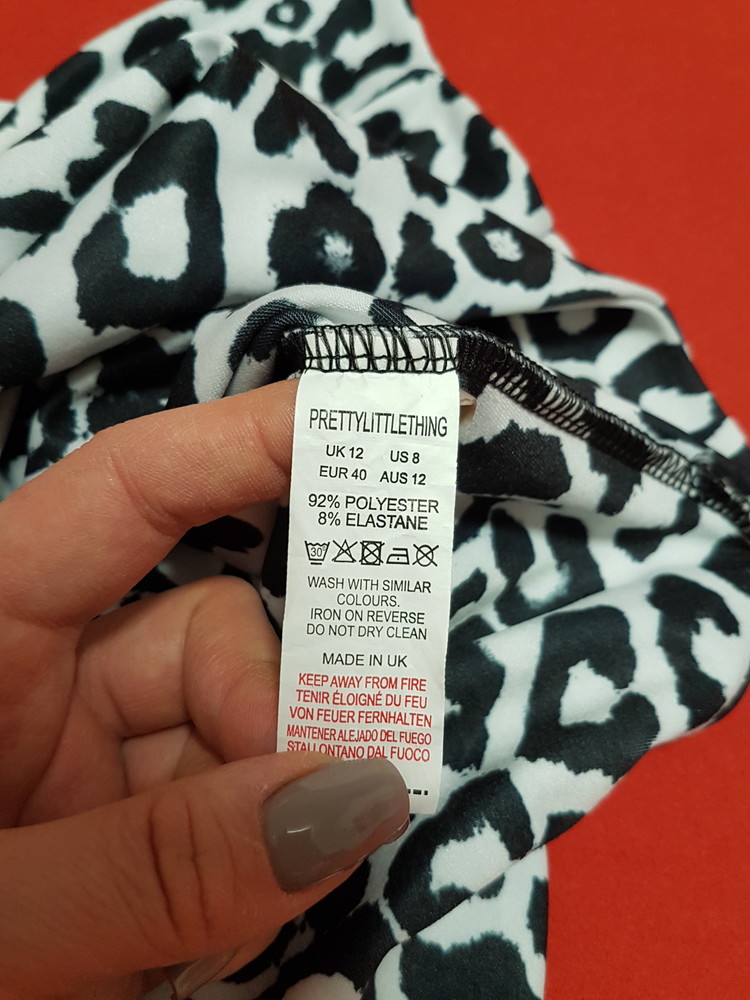 PRETTYLITTLETHING
UK 12 US 8
EUR 40 AUS 12
92% POLYESTER
8% ELASTANE
30
WASH WITH SIMILAR
COLOURS.
IRON ON REVERSE
DO NOT DRY CLEAN
MADE IN UK
KEEP AWAY FROM FIRE
TENIR ÉLOIGNÉ DU FEU
VON FEUER FERNHALTEN
MANTENER ALEJADO DEL FUEGO
STALLONTANO DAL FUOCO